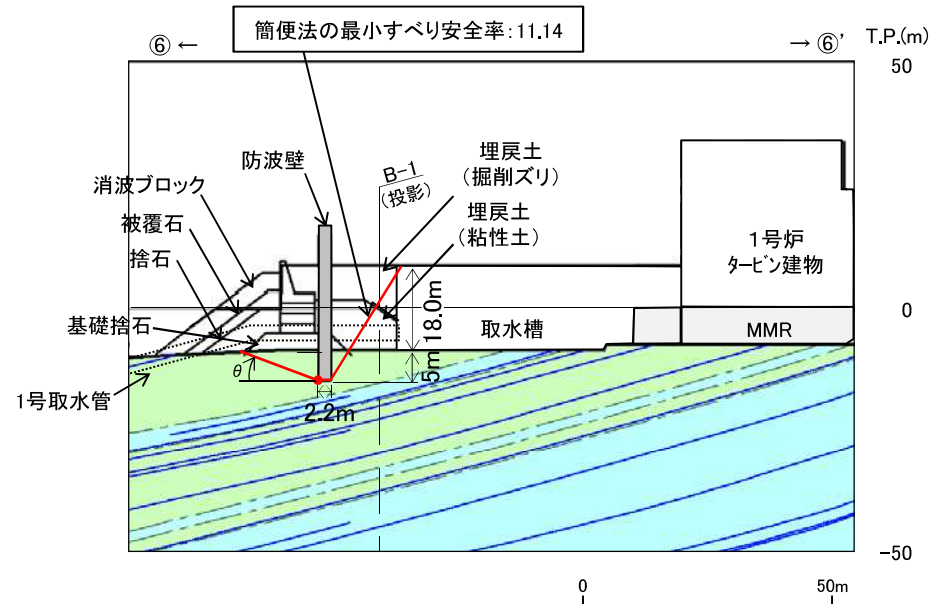 簡便法の最小すべり安全率:11.14
⑥ ←
→ ⑥’
T.P.(m)
50
防波壁
B-1
(投影)
埋戻土
(掘削ズリ)
消波ブロック
被覆石
捨石
埋戻土
(粘性土)
1号炉
タービン建物
0
基礎捨石
18.0m
取水槽
MMR
θ
5m
1号取水管
2.2m
-50
0
50m